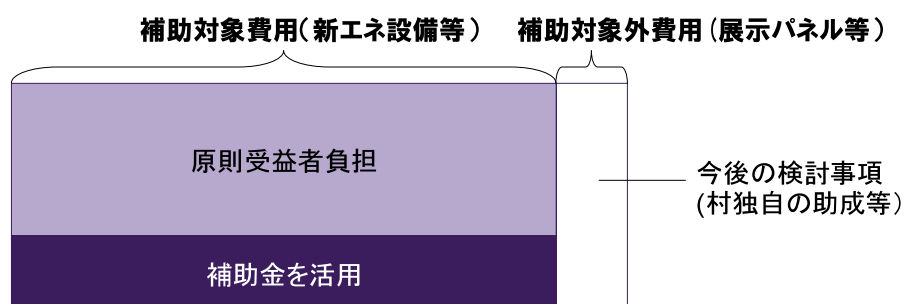 補助対象費用(新エネ設備等)
補助対象外費用(展示パネル等)
原則受益者負担
今後の検討事項
(村独自の助成等)
補助金を活用